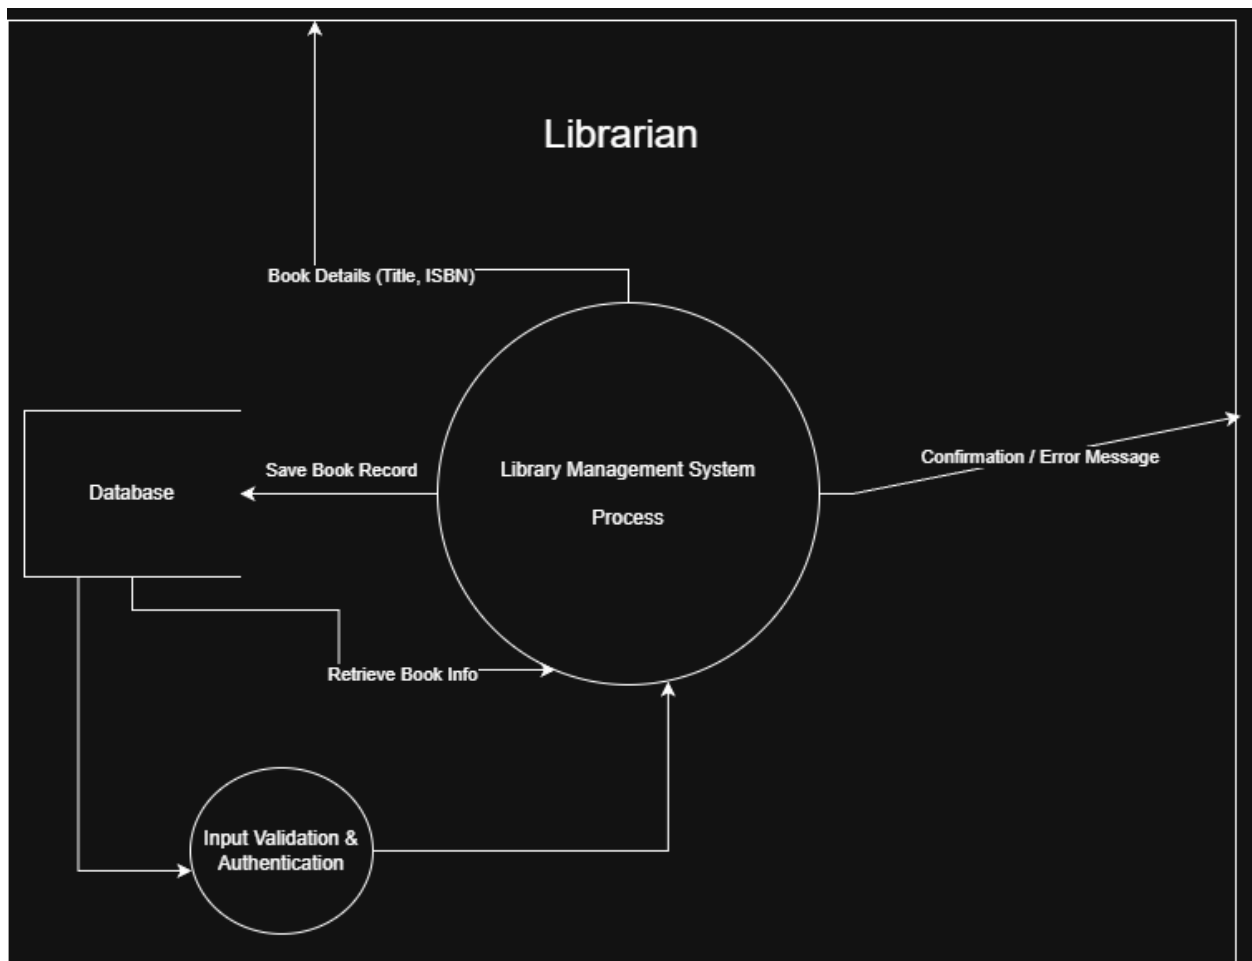 Librarian
Book Details (Title, ISBN)
Save Book Record
Database
Library Management System
Process
Confirmation / Error Message
Retrieve Book Info
Input Validation &
Authentication